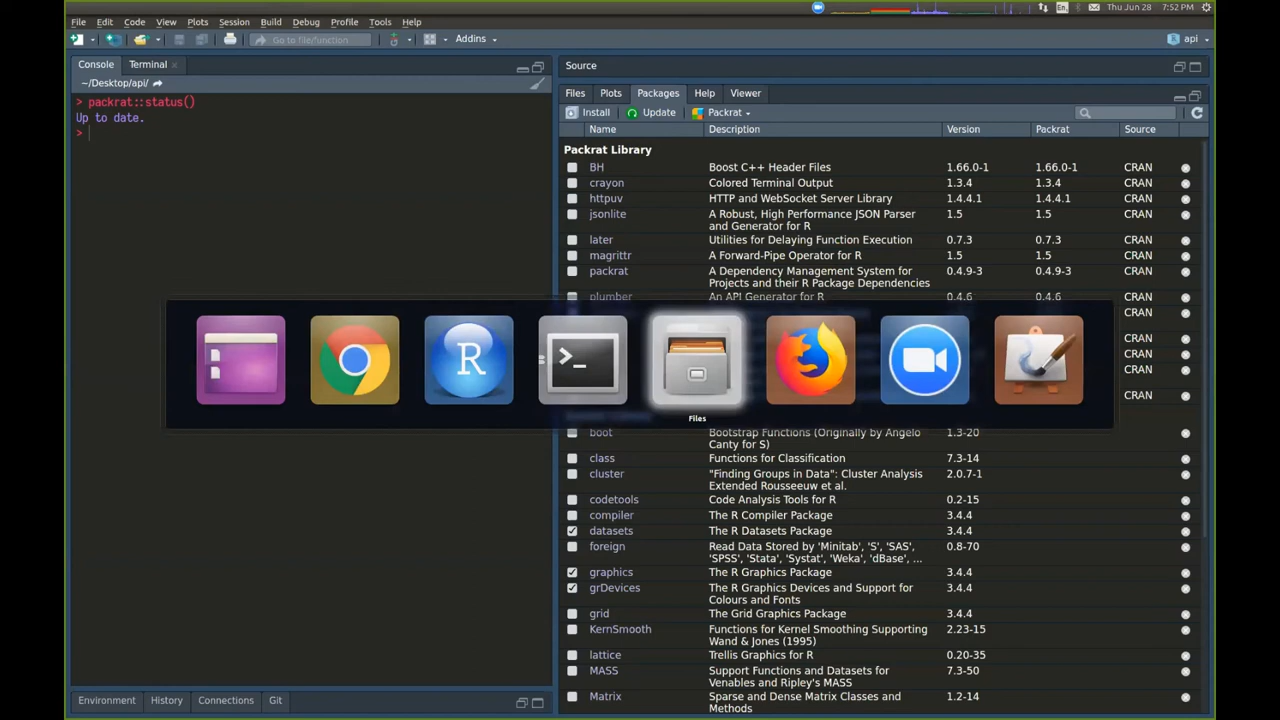 File Edit Code View Plots Session Build Debug Profile Tools Help
En Thu Jun 28 7:52 PM
Go to file/function Addins api
Console Terminal
~/Desktop/api/
> packrat::status()
Up to date.
>
Environment History Connections Git
Source
Files Plots Packages Help Viewer
Install Update Packrat
Name Description Version Packrat Source
Packrat Library
BH Boost C++ Header Files 1.66.0-1 1.66.0-1 CRAN
crayon Colored Terminal Output 1.3.4 1.3.4 CRAN
httpuv HTTP and WebSocket Server Library 1.4.4.1 1.4.4.1 CRAN
jsonlite A Robust, High Performance JSON Parser 1.5 1.5 CRAN
and Generator for R
later Utilities for Delaying Function Execution 0.7.3 0.7.3 CRAN
magrittr A Forward-Pipe Operator for R 1.5 1.5 CRAN
packrat A Dependency Management System for 0.4.9-3 0.4.9-3 CRAN
Projects and their R Package Dependencies
plumber An API Generator for R 0.4.6 0.4.6 CRAN
CRAN
CRAN
CRAN
CRAN
CRAN
R
>_
Files
boot Bootstrap Functions (Originally by Angelo 1.3-20
Canty for S)
class Functions for Classification 7.3-14
cluster "Finding Groups in Data": Cluster Analysis 2.0.7-1
Extended Rousseeuw et al.
codetools Code Analysis Tools for R 0.2-15
compiler The R Compiler Package 3.4.4
datasets The R Datasets Package 3.4.4
foreign Read Data Stored by 'Minitab', 'S', 'SAS', 0.8-70
'SPSS', 'Stata', 'Systat', 'Weka', 'dBase', ...
graphics The R Graphics Package 3.4.4
grDevices The R Graphics Devices and Support for 3.4.4
Colours and Fonts
grid The Grid Graphics Package 3.4.4
KernSmooth Functions for Kernel Smoothing Supporting 2.23-15
Wand & Jones (1995)
lattice Trellis Graphics for R 0.20-35
MASS Support Functions and Datasets for 7.3-50
Venables and Ripley's MASS
Matrix Sparse and Dense Matrix Classes and 1.2-14
Methods